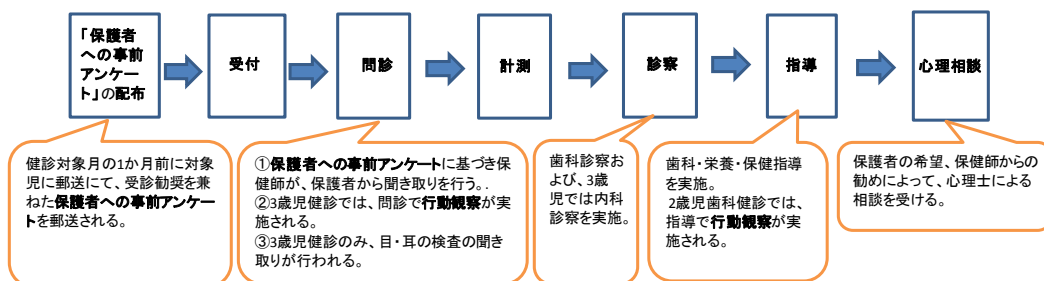 「保護者
への事前
アンケー
ト」の配布
受付
問診
計測
診察
指導
心理相談
健診対象月の1か月前に対象
児に郵送にて、受診勧奨を兼
ねた保護者への事前アンケー
トを郵送される。
①保護者への事前アンケートに基づき保
健師が、保護者から聞き取りを行う。.
②3歳児健診では、問診で行動観察が
実施される。
③3歳児健診のみ、目・耳の検査の聞き
取りが行われる。
歯科診察お
よび、3歳
児では内科
診察を実施。
歯科・栄養・保健指導
を実施。
2歳児歯科健診では、
指導で行動観察が実
施される。
保護者の希望、保健師からの
勧めによって、心理士による
相談を受ける。